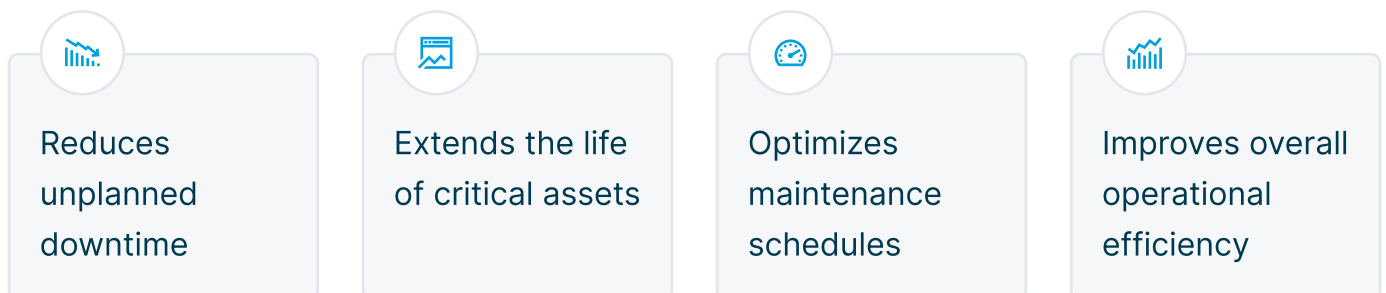 Reduces
unplanned
downtime
Extends the life
of critical assets
Optimizes
maintenance
schedules
Improves overall
operational
efficiency